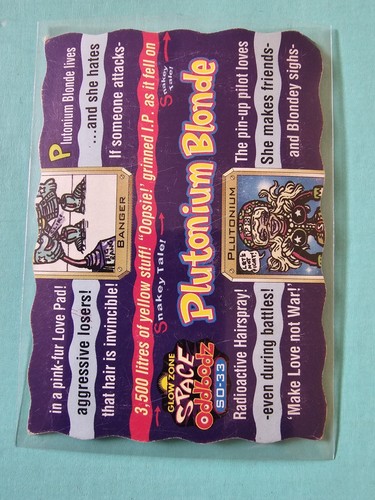 Plutonium Blonde lives
in a pink-fur Love Pad!
...and she hates
aggressive losers!
If someone attacks-
that hair is invincible!
BANGER
3,500 litres of yellow stuff! 'Oopsie!' grinned I.P. as it fell on
Snakey Tale!
Snakey Tale!
GLOW ZONE
SPACE
Oddbodz
SO-33
Plutonium Blonde
PLUTONIUM
The pin-up pilot loves
Radioactive Hairspray!
She makes friends-
-even durring battles!
and Blondey sighs-
'Make Love not War!'